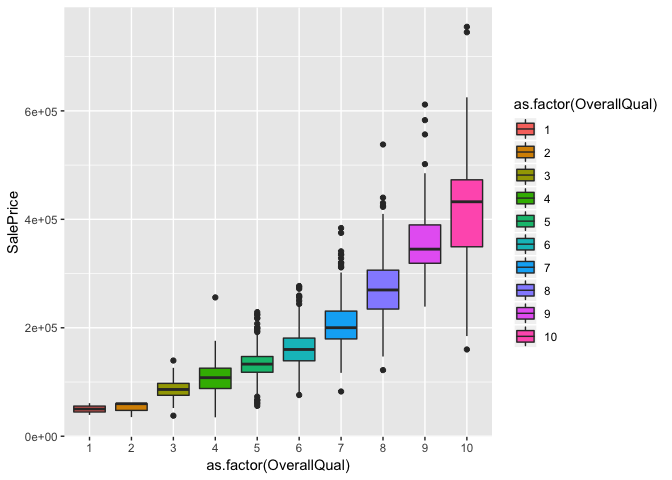 SalePrice
6e+05
4e+05
2e+05
0e+00
1 2 3 4 5 6 7 8 9 10
as.factor(OverallQual)
as.factor(OverallQual)
1
2
3
4
5
6
7
8
9
10